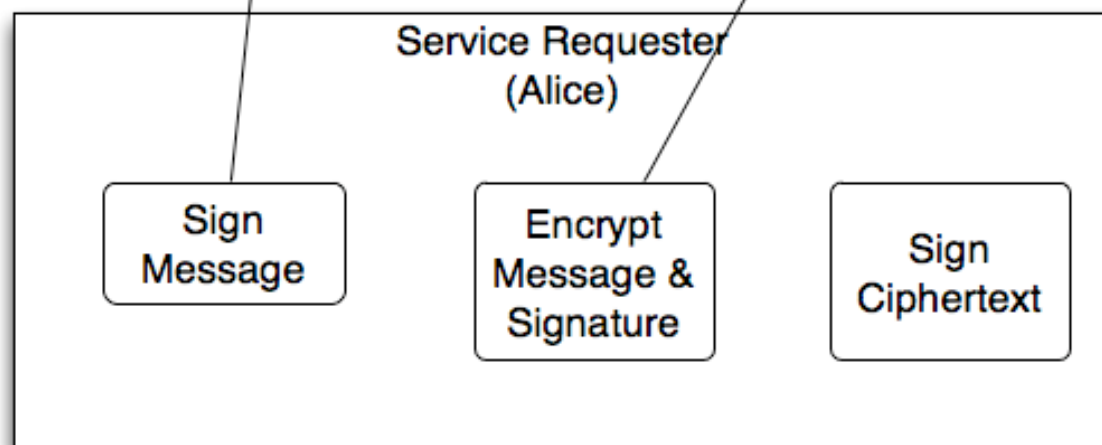 Service Requester
(Alice)
Sign
Message
Encrypt
Message &
Signature
Sign
Ciphertext